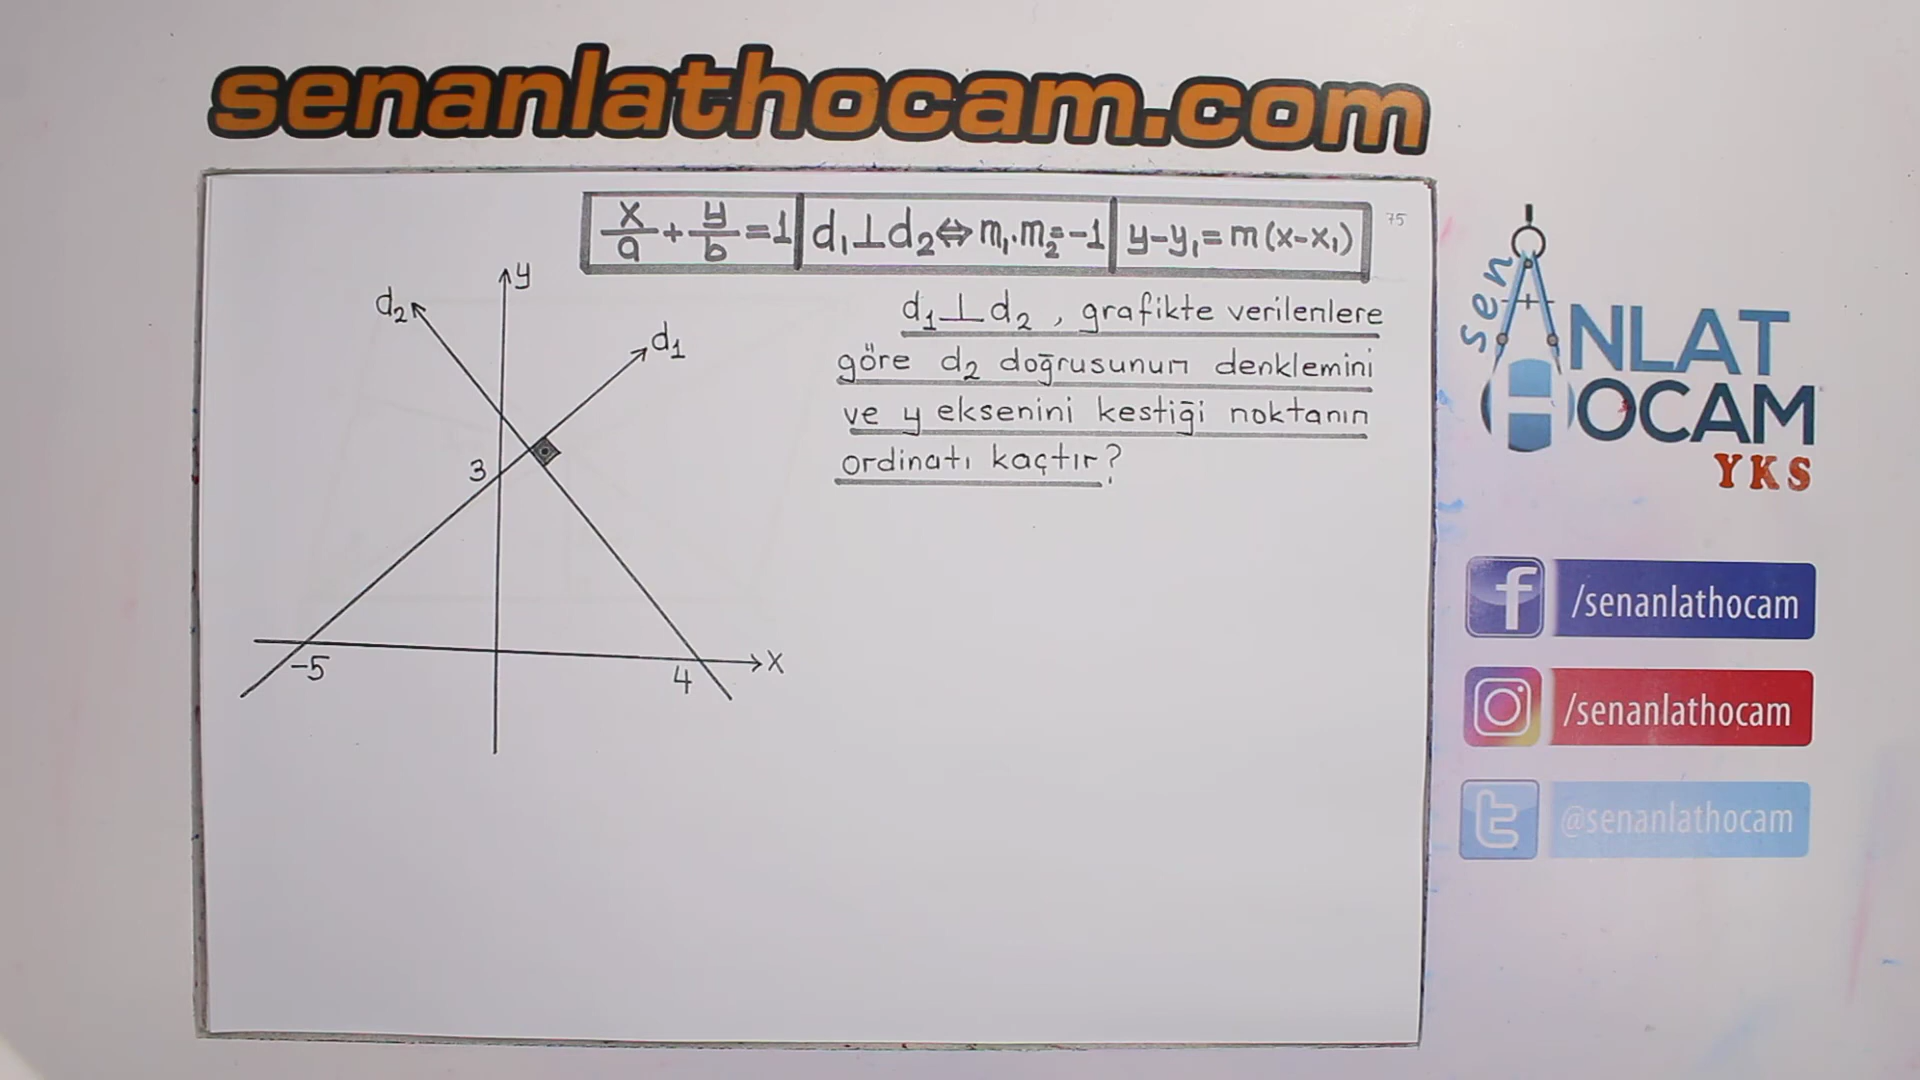 senanlathocam.com
x/a + y/b = 1 | d₁⊥d₂⇔m₁.m₂=-1 | y-y₁=m(x-x₁)
75
d₁⊥d₂, grafikte verilenlere
göre d₂ doğrusunun denklemini
ve y eksenini kestiği noktanın
ordinatı kaçtır?
y
d₂
d₁
3
-5
4
x
sen
ANLAT
HOCAM
YKS
f /senanlathocam
/senanlathocam
t @senanlathocam